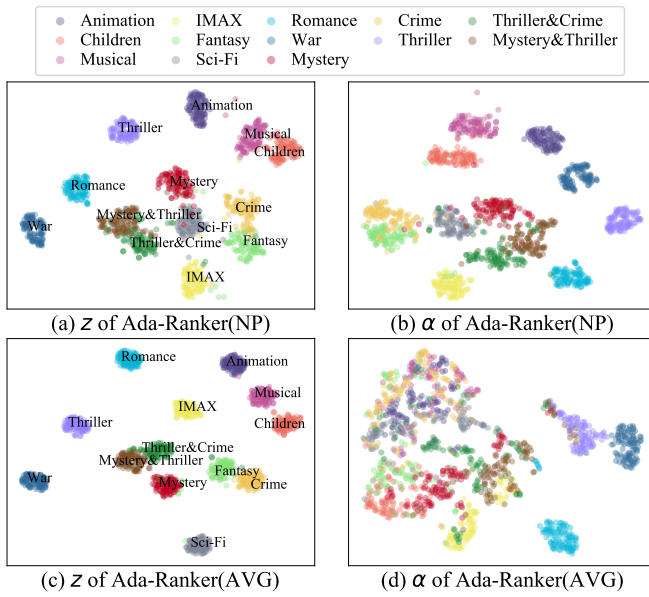 Animation IMAX Romance Crime Thriller&Crime
Children Fantasy War Thriller Mystery&Thriller
Musical Sci-Fi Mystery
Animation
Thriller
Musical
Children
Mystery
Romance
Crime
Mystery&Thriller
War
Sci-Fi
Thriller&Crime
Fantasy
IMAX
(a) z of Ada-Ranker(NP)
(b) α of Ada-Ranker(NP)
Romance
Animation
Musical
IMAX
Thriller
Children
Thriller&Crime
Mystery&Thriller
Fantasy
War
Mystery
Crime
Sci-Fi
(c) z of Ada-Ranker(AVG)
(d) α of Ada-Ranker(AVG)